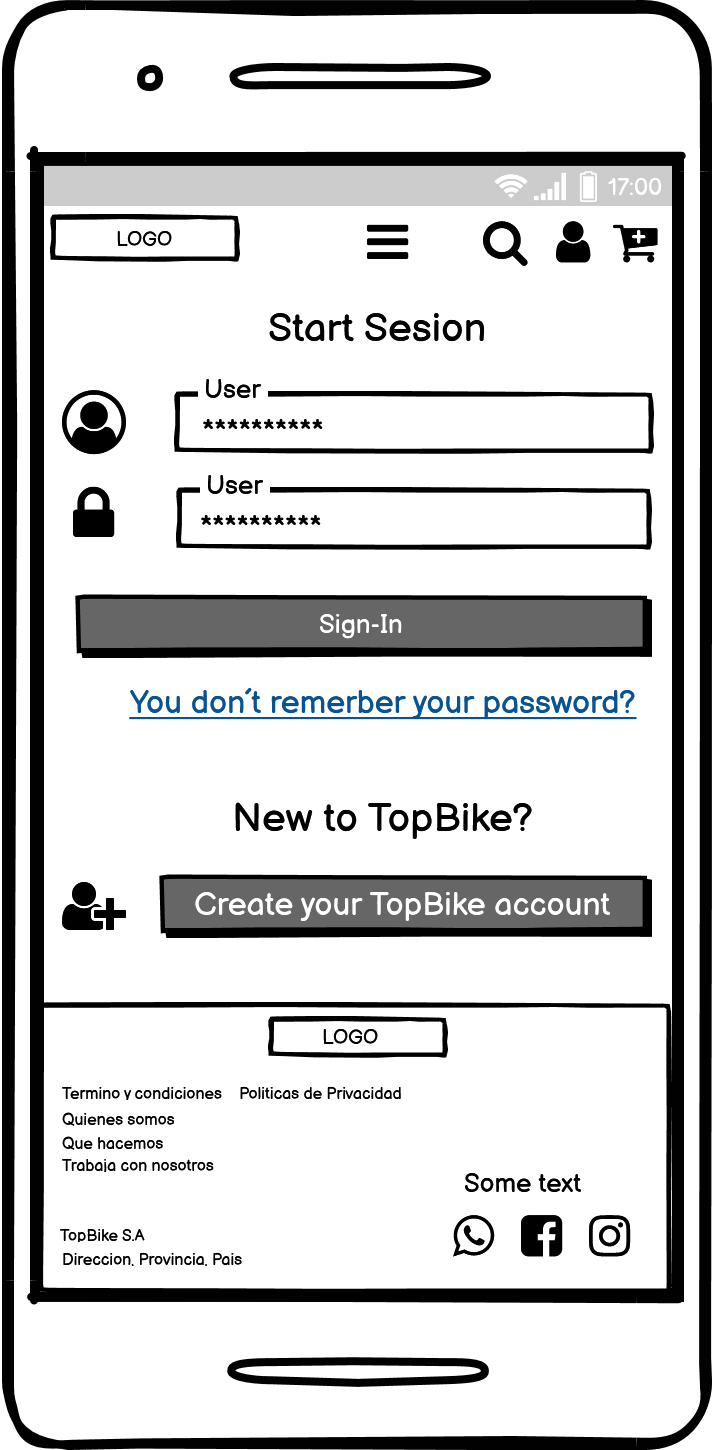 17:00
LOGO
Start Sesion
User
**********
User
**********
Sign-In
You don´t remerber your password?
New to TopBike?
Create your TopBike account
LOGO
Termino y condiciones Politicas de Privacidad
Quienes somos
Que hacemos
Trabaja con nosotros
Some text
TopBike S.A
Direccion, Provincia, Pais